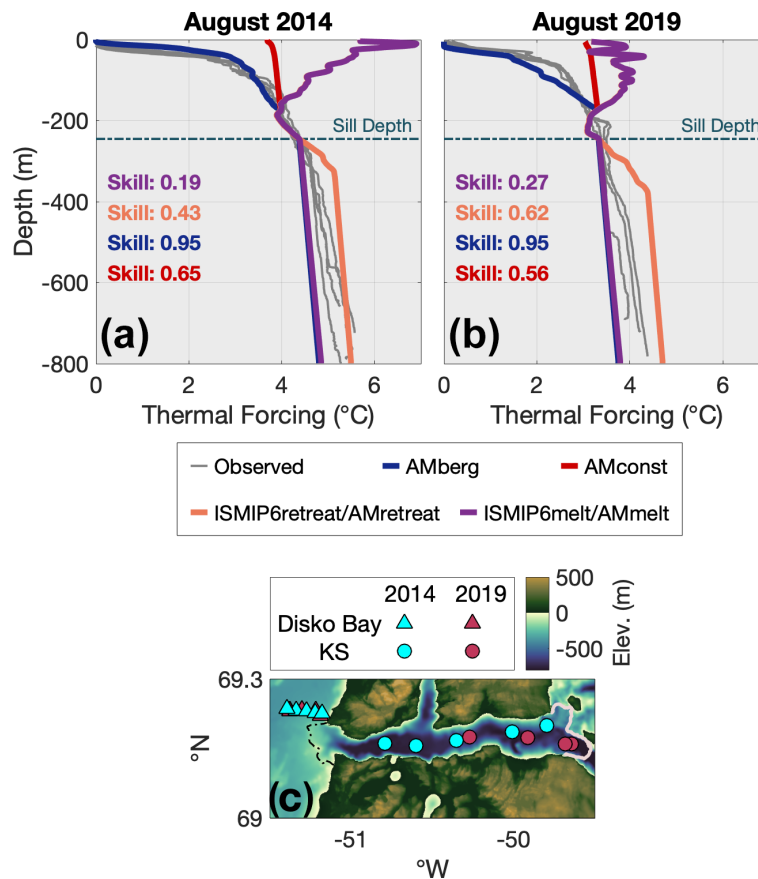 August 2014
August 2019
0
-200
-400
-600
-800
Depth (m)
Sill Depth
Skill: 0.19
Skill: 0.43
Skill: 0.95
Skill: 0.65
(a)
0 2 4 6
Thermal Forcing (°C)
Sill Depth
Skill: 0.27
Skill: 0.62
Skill: 0.95
Skill: 0.56
(b)
0 2 4 6
Thermal Forcing (°C)
Observed AMberg AMconst
ISMIP6retreat/AMretreat ISMIP6melt/AMmelt
2014 2019
Disko Bay
KS
500
0
-500
Elev. (m)
69.3
°N
69
(c)
-51 -50
°W